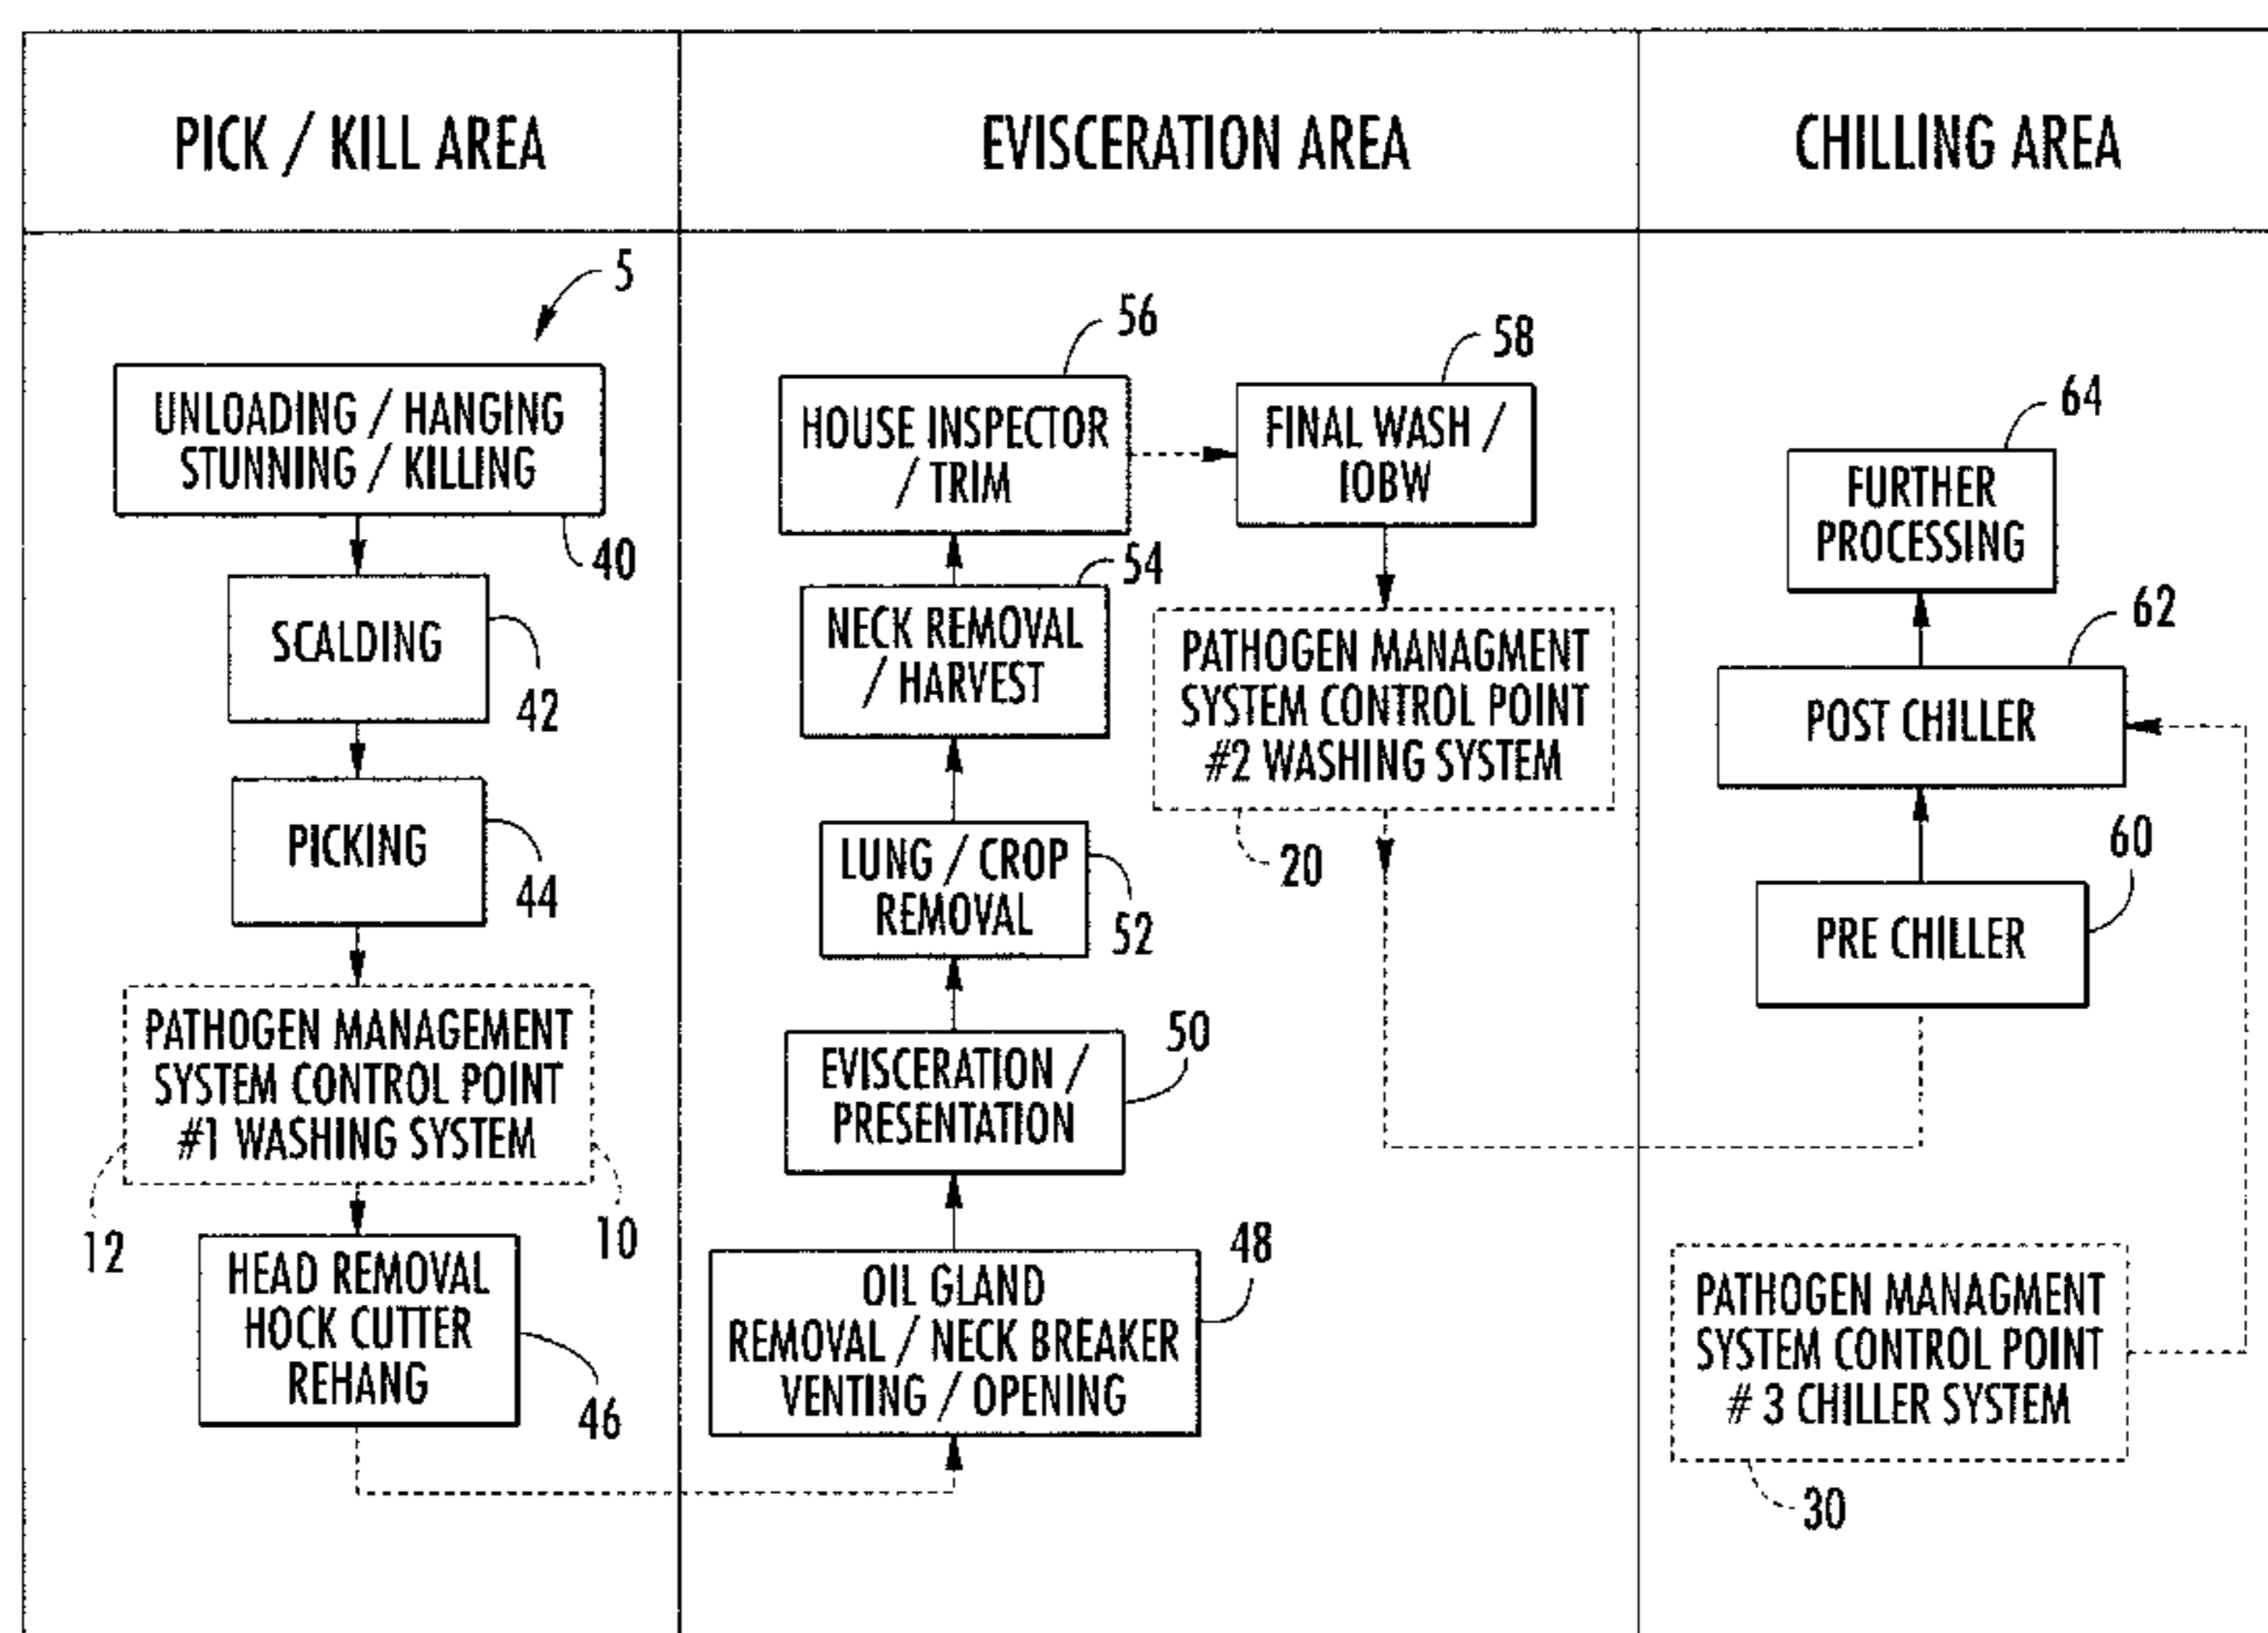 PICK / KILL AREA
EVISCERATION AREA
CHILLING AREA
5
UNLOADING / HANGING
STUNNING / KILLING
40
SCALDING
42
PICKING
44
PATHOGEN MANAGEMENT
SYSTEM CONTROL POINT
#1 WASHING SYSTEM
12
10
HEAD REMOVAL
HOCK CUTTER
REHANG
46
56
HOUSE INSPECTOR
/ TRIM
54
NECK REMOVAL
/ HARVEST
LUNG / CROP
REMOVAL
52
50
EVISCERATION /
PRESENTATION
48
OIL GLAND
REMOVAL / NECK BREAKER
VENTING / OPENING
58
FINAL WASH /
IOBW
PATHOGEN MANAGMENT
SYSTEM CONTROL POINT
#2 WASHING SYSTEM
20
64
FURTHER
PROCESSING
62
POST CHILLER
60
PRE CHILLER
PATHOGEN MANAGMENT
SYSTEM CONTROL POINT
# 3 CHILLER SYSTEM
30